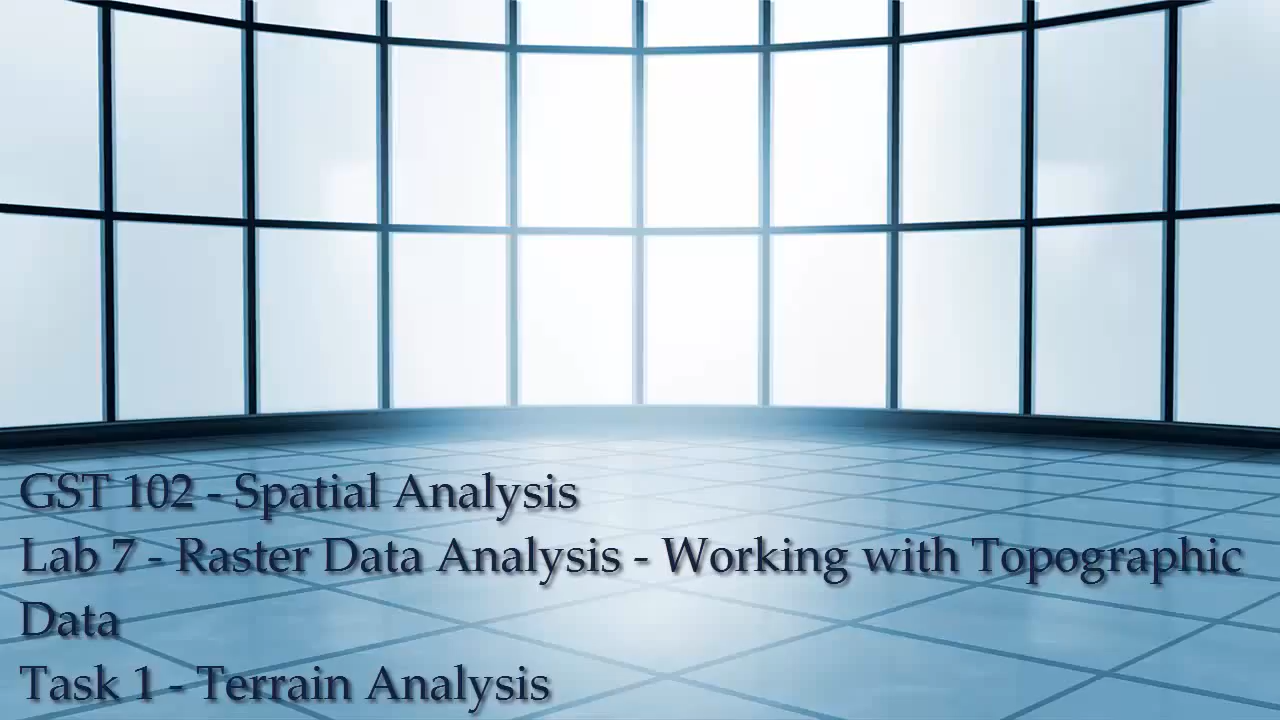 GST 102 - Spatial Analysis
Lab 7 - Raster Data Analysis - Working with Topographic
Data
Task 1 - Terrain Analysis